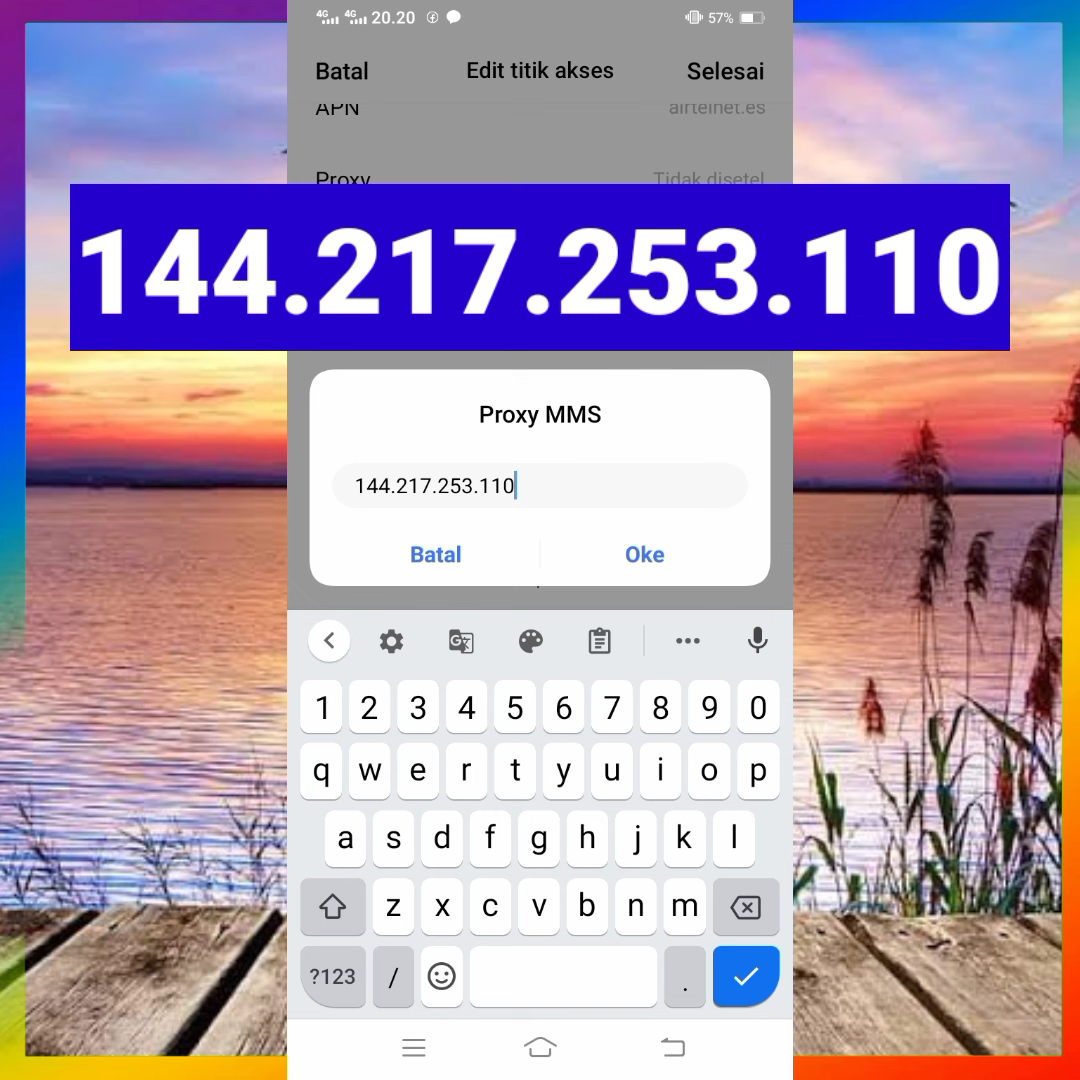 4G 4G 20.20 57%
Batal Edit titik akses Selesai
APN airtelnet.es
Proxy Tidak disetel
144.217.253.110
Proxy MMS
144.217.253.110
Batal Oke
1 2 3 4 5 6 7 8 9 0
q w e r t y u i o p
a s d f g h j k l
z x c v b n m
?123 / .